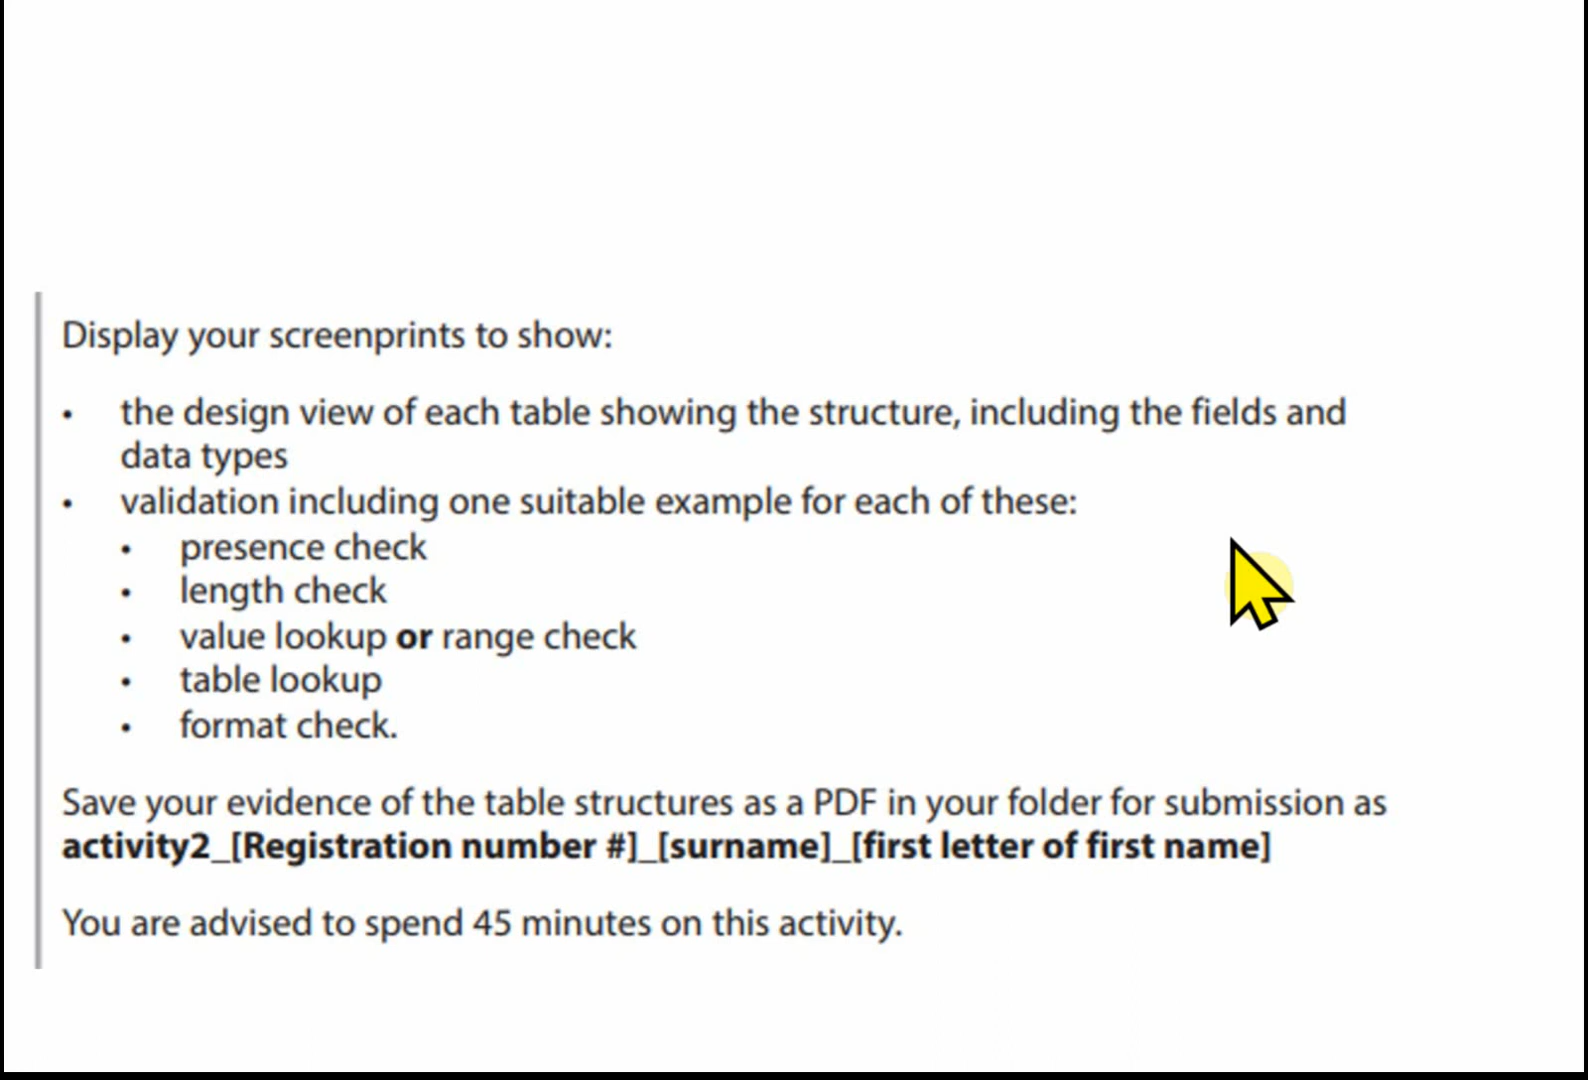 Display your screenprints to show:
• the design view of each table showing the structure, including the fields and
data types
• validation including one suitable example for each of these:
• presence check
• length check
• value lookup or range check
• table lookup
• format check.
Save your evidence of the table structures as a PDF in your folder for submission as
activity2_[Registration number #]_[surname]_[first letter of first name]
You are advised to spend 45 minutes on this activity.